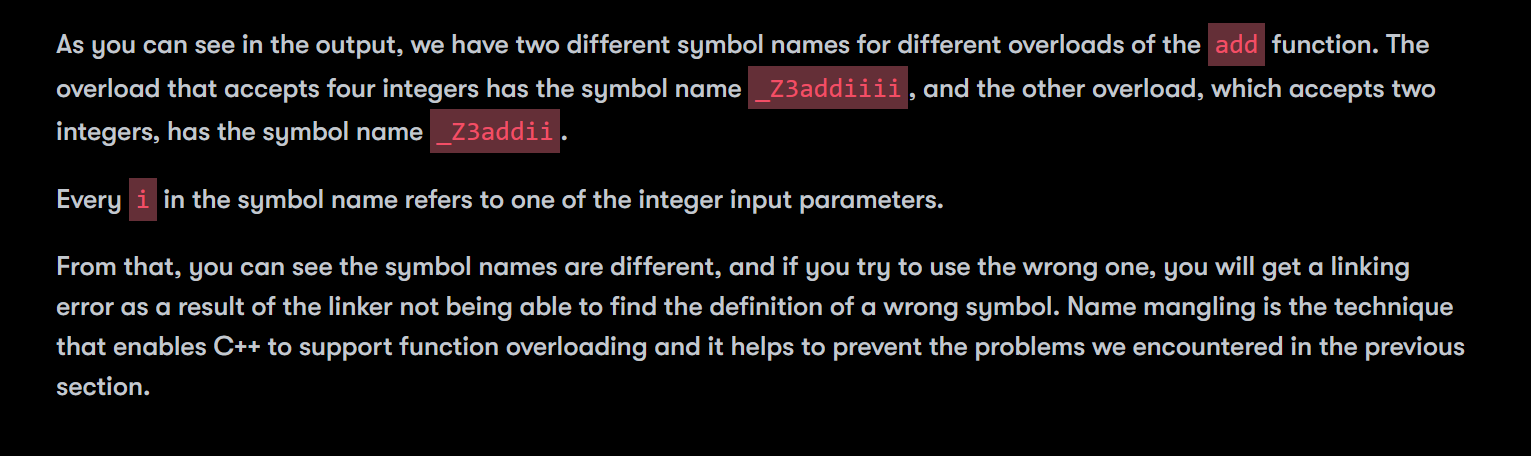 As you can see in the output, we have two different symbol names for different overloads of the add function. The
overload that accepts four integers has the symbol name _Z3addiiii, and the other overload, which accepts two
integers, has the symbol name _Z3addii.
Every i in the symbol name refers to one of the integer input parameters.
From that, you can see the symbol names are different, and if you try to use the wrong one, you will get a linking
error as a result of the linker not being able to find the definition of a wrong symbol. Name mangling is the technique
that enables C++ to support function overloading and it helps to prevent the problems we encountered in the previous
section.